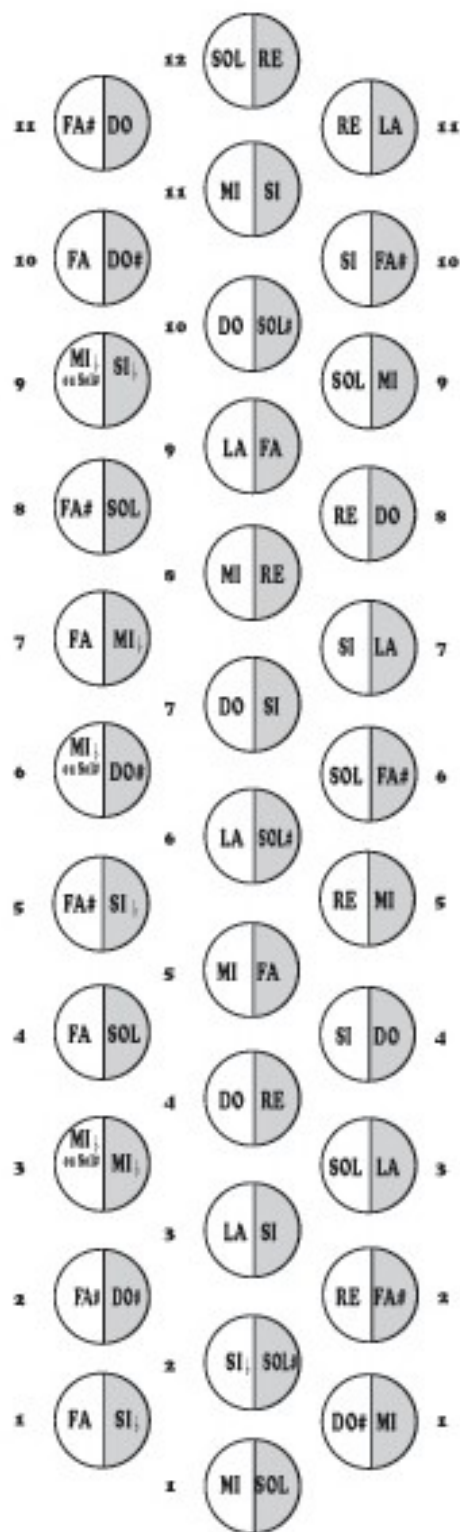 12 SOL RE
11 FA# DO
RE LA 11
11 MI SI
10 FA DO#
SI FA# 10
10 DO SOL#
9 MI♭ ou Sol# SI♭
SOL MI 9
9 LA FA
8 FA# SOL
RE DO 8
8 MI RE
7 FA MI♭
SI LA 7
7 DO SI
6 MI♭ ou Sol# DO#
SOL FA# 6
6 LA SOL#
5 FA# SI♭
RE MI 5
5 MI FA
4 FA SOL
SI DO 4
4 DO RE
3 MI♭ ou Sol# MI♭
SOL LA 3
3 LA SI
2 FA# DO#
RE FA# 2
2 SI♭ SOL#
1 FA SI♭
DO# MI 1
1 MI SOL